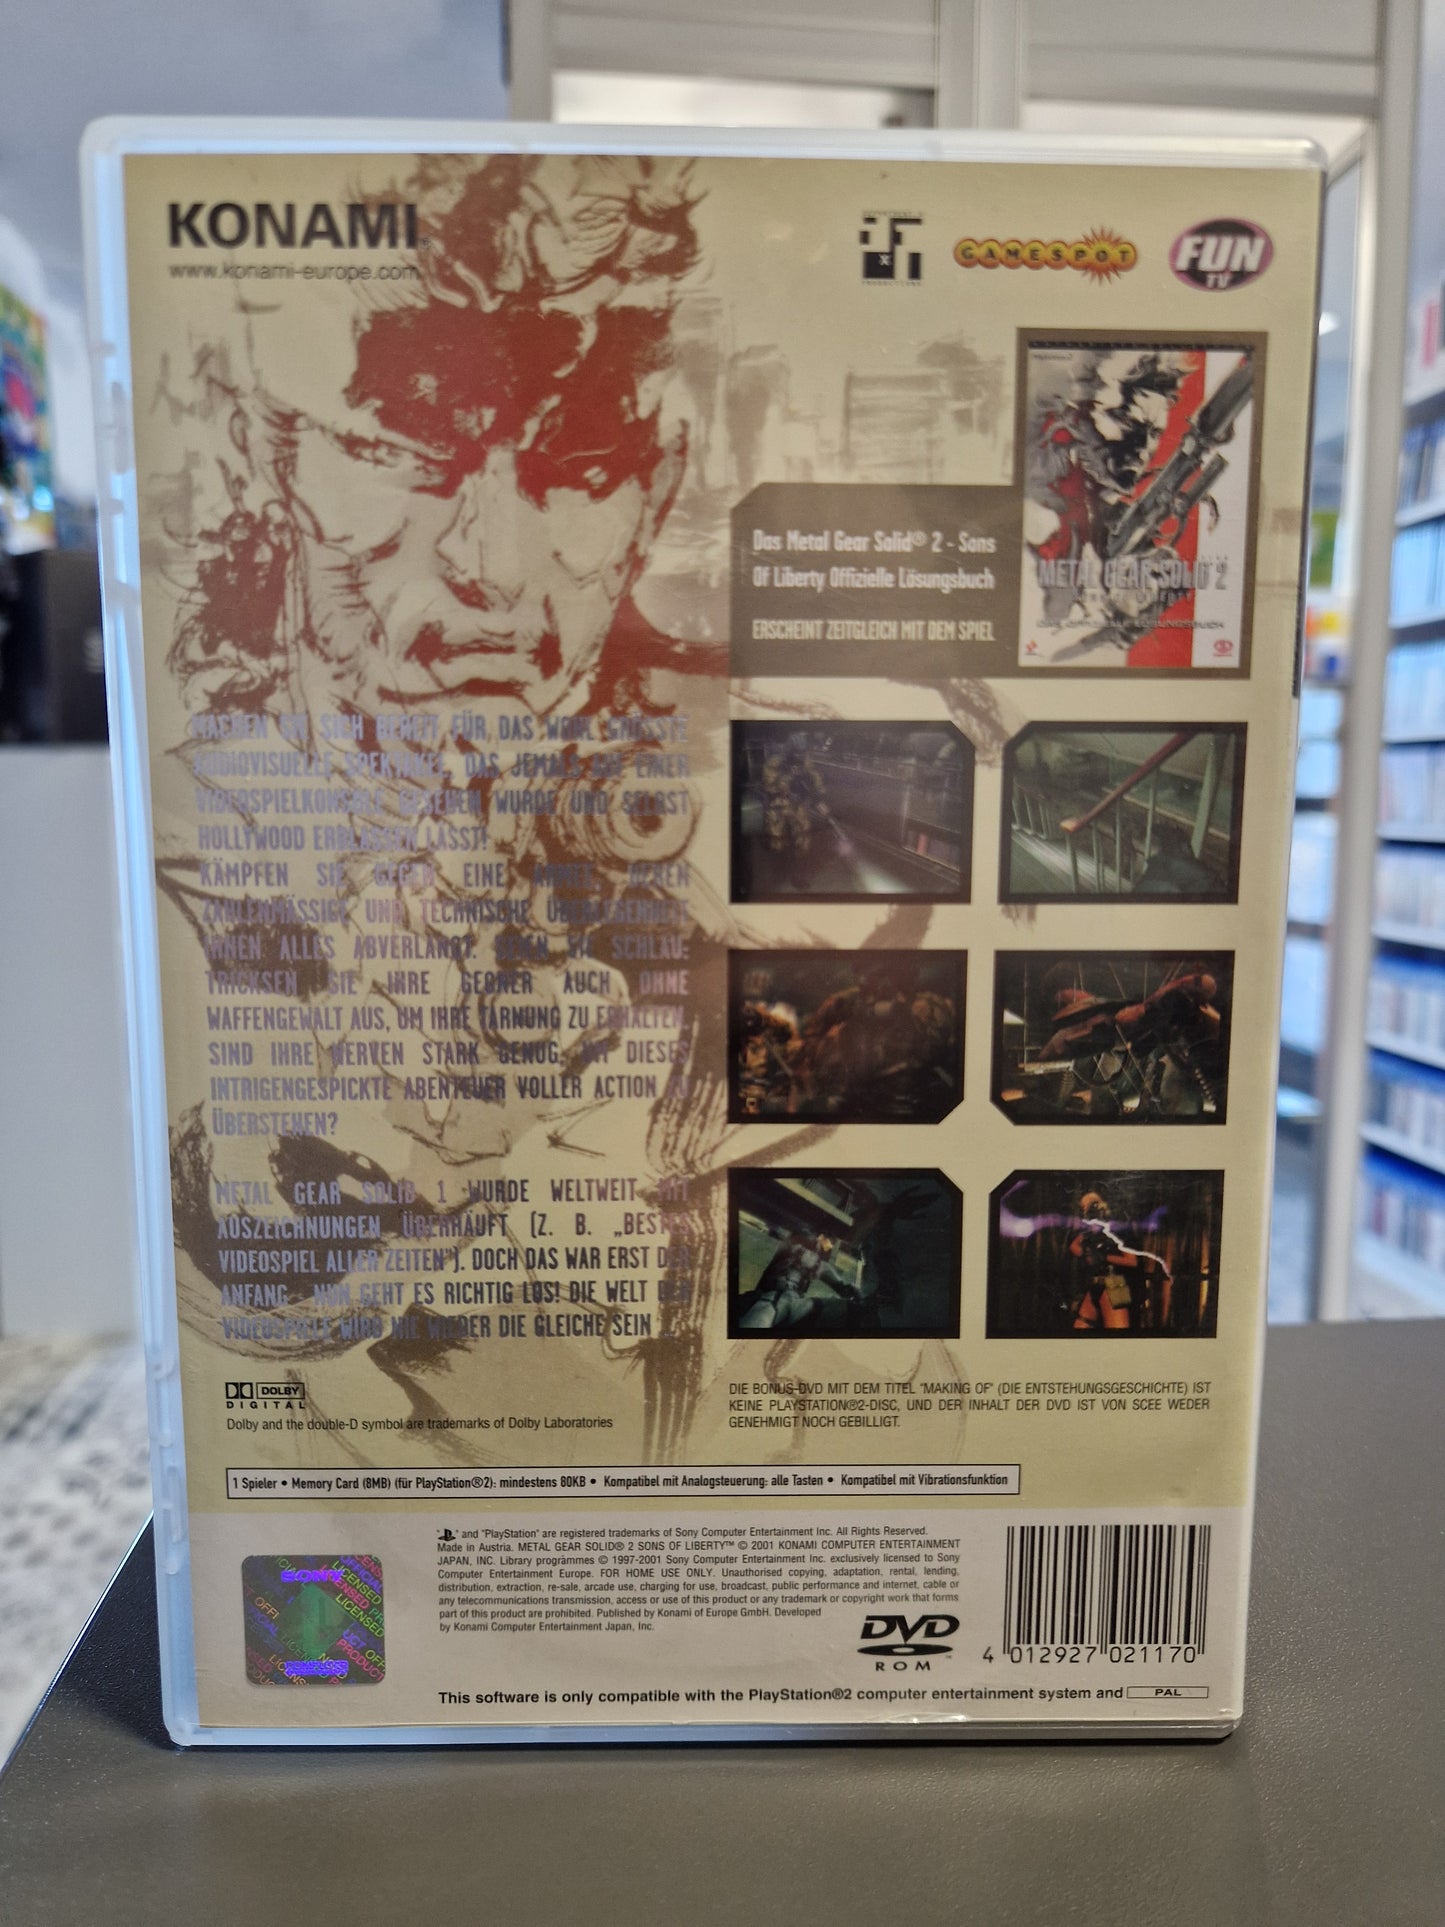 KONAMI
www.konami-europe.com
GAMESPOT
FUN
TV
Das Metal Gear Solid® 2 - Sons
Of Liberty Offizielle Lösungsbuch
ERSCHEINT ZEITGLEICH MIT DEM SPIEL
METAL GEAR SOLID 2
MACHEN SIE SICH BEREIT FÜR DAS WOHL GRÖSSTE
AUDIOVISUELLE SPEKTAKEL, DAS JEMALS AUF EINER
VIDEOSPIELKONSOLE GESEHEN WURDE UND SELBST
HOLLYWOOD ERBLASSEN LÄSST!
KÄMPFEN SIE GEGEN EINE ARMEE, DEREN
ZAHLENMÄSSIGE UND TECHNISCHE ÜBERLEGENHEIT
IHNEN ALLES ABVERLANGT. SEIEN SIE SCHLAU:
TRICKSEN SIE IHRE GEGNER AUCH OHNE
WAFFENGEWALT AUS, UM IHRE TARNUNG ZU ERHALTEN.
SIND IHRE NERVEN STARK GENUG, UM DIESES
INTRIGENGESPICKTE ABENTEUER VOLLER ACTION ZU
ÜBERSTEHEN?
METAL GEAR SOLID 1 WURDE WELTWEIT MIT
AUSZEICHNUNGEN ÜBERHÄUFT (Z. B. „BESTES
VIDEOSPIEL ALLER ZEITEN"). DOCH DAS WAR ERST DER
ANFANG - NUN GEHT ES RICHTIG LOS! DIE WELT DER
VIDEOSPIELE WIRD NIE WIEDER DIE GLEICHE SEIN ...
DOLBY
DIGITAL
Dolby and the double-D symbol are trademarks of Dolby Laboratories
DIE BONUS-DVD MIT DEM TITEL "MAKING OF" (DIE ENTSTEHUNGSGESCHICHTE) IST
KEINE PLAYSTATION®2-DISC, UND DER INHALT DER DVD IST VON SCEE WEDER
GENEHMIGT NOCH GEBILLIGT.
1 Spieler • Memory Card (8MB) (für PlayStation®2): mindestens 80KB • Kompatibel mit Analogsteuerung: alle Tasten • Kompatibel mit Vibrationsfunktion
" " and "PlayStation" are registered trademarks of Sony Computer Entertainment Inc. All Rights Reserved.
Made in Austria. METAL GEAR SOLID® 2 SONS OF LIBERTY™ © 2001 KONAMI COMPUTER ENTERTAINMENT
JAPAN, INC. Library programmes © 1997-2001 Sony Computer Entertainment Inc. exclusively licensed to Sony
Computer Entertainment Europe. FOR HOME USE ONLY. Unauthorised copying, adaptation, rental, lending,
distribution, extraction, re-sale, arcade use, charging for use, broadcast, public performance and internet, cable or
any telecommunications transmission, access or use of this product or any trademark or copyright work that forms
part of this product are prohibited. Published by Konami of Europe GmbH. Developed
by Konami Computer Entertainment Japan, Inc.
SONY
DVD
ROM
4 012927 021170
This software is only compatible with the PlayStation®2 computer entertainment system and PAL